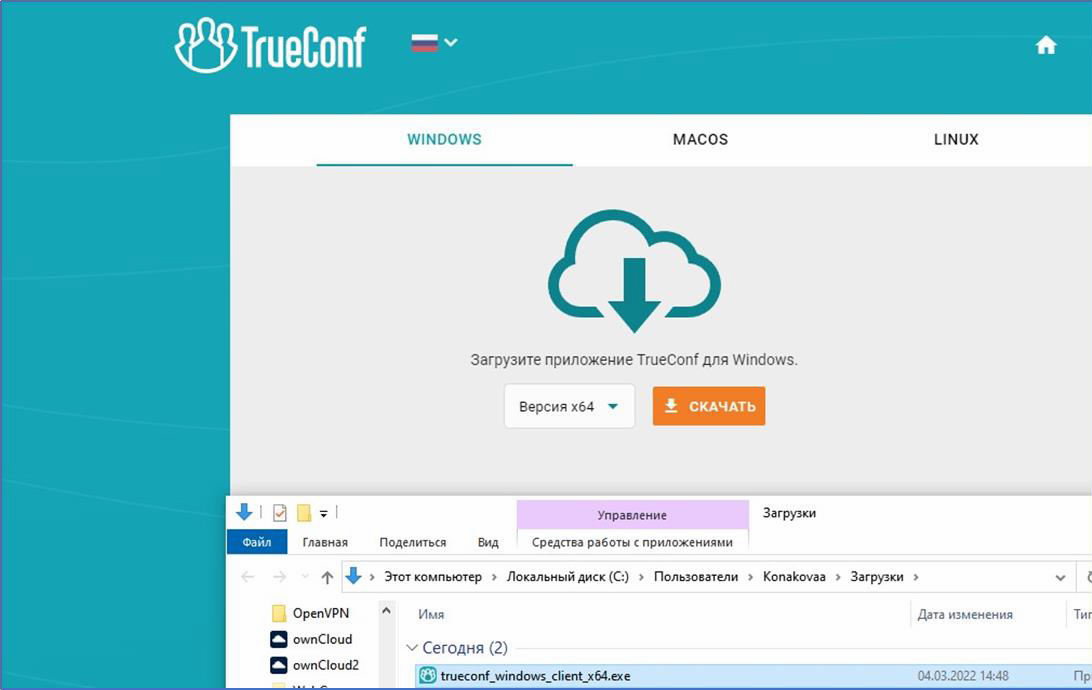 TrueConf
WINDOWS MACOS LINUX
Загрузите приложение TrueConf для Windows.
Версия x64 СКАЧАТЬ
Управление Загрузки
Файл Главная Поделиться Вид Средства работы с приложениями
Этот компьютер Локальный диск (C:) Пользователи Konakovaa Загрузки
OpenVPN Имя Дата изменения
ownCloud Сегодня (2)
ownCloud2 trueconf_windows_client_x64.exe 04.03.2022 14:48